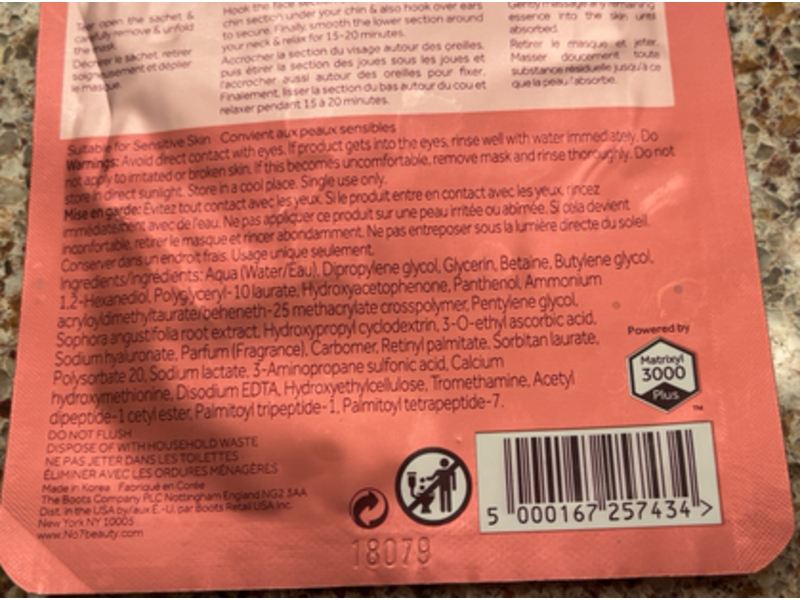 Tear open the sachet &
carefully remove & unfold
the mask.
Déchirer le sachet, retirer
soigneusement et déplier
le masque.
chin section under your chin & also hook over ears
to secure. Finally, smooth the lower section around
your neck & relax for 15-20 minutes.
Accrocher la section du visage autour des oreilles,
puis étirer la section des joues sous les joues et
l'accrocher aussi autour des oreilles pour fixer.
Finalement, lisser la section du bas autour du cou et
relaxer pendant 15 à 20 minutes.
Gently massage any remaining
essence into the skin until
absorbed.
Retirer le masque et jeter.
Masser doucement toute
substance résiduelle jusqu'à ce
que la peau l'absorbe.
Suitable for Sensitive Skin Convient aux peaux sensibles
Warnings: Avoid direct contact with eyes. If product gets into the eyes, rinse well with water immediately. Do
not apply to irritated or broken skin. If this becomes uncomfortable, remove mask and rinse thoroughly. Do not
store in direct sunlight. Store in a cool place. Single use only.
Mise en garde: Évitez tout contact avec les yeux. Si le produit entre en contact avec les yeux, rincez
immédiatement avec de l'eau. Ne pas appliquer ce produit sur une peau irritée ou abîmée. Si cela devient
inconfortable, retirer le masque et rincer abondamment. Ne pas entreposer sous la lumière directe du soleil.
Conserver dans un endroit frais. Usage unique seulement.
Ingredients/Ingrédients: Aqua (Water/Eau), Dipropylene glycol, Glycerin, Betaine, Butylene glycol,
1,2-Hexanediol, Polyglyceryl-10 laurate, Hydroxyacetophenone, Panthenol, Ammonium
acryloyldimethyltaurate/beheneth-25 methacrylate crosspolymer, Pentylene glycol,
Sophora angustifolia root extract, Hydroxypropyl cyclodextrin, 3-O-ethyl ascorbic acid,
Sodium hyaluronate, Parfum (Fragrance), Carbomer, Retinyl palmitate, Sorbitan laurate,
Polysorbate 20, Sodium lactate, 3-Aminopropane sulfonic acid, Calcium
hydroxymethionine, Disodium EDTA, Hydroxyethylcellulose, Tromethamine, Acetyl
dipeptide-1 cetyl ester, Palmitoyl tripeptide-1, Palmitoyl tetrapeptide-7.
Powered by
Matrixyl
3000
Plus
™
DO NOT FLUSH
DISPOSE OF WITH HOUSEHOLD WASTE
NE PAS JETER DANS LES TOILETTES -
ÉLIMINER AVEC LES ORDURES MÉNAGÈRES
Made in Korea Fabriqué en Corée
The Boots Company PLC Nottingham England NG2 3AA
Dist. in the USA by/aux É.-U. par Boots Retail USA Inc.
New York NY 10005
www.No7beauty.com
5 000167 257434 >
18079